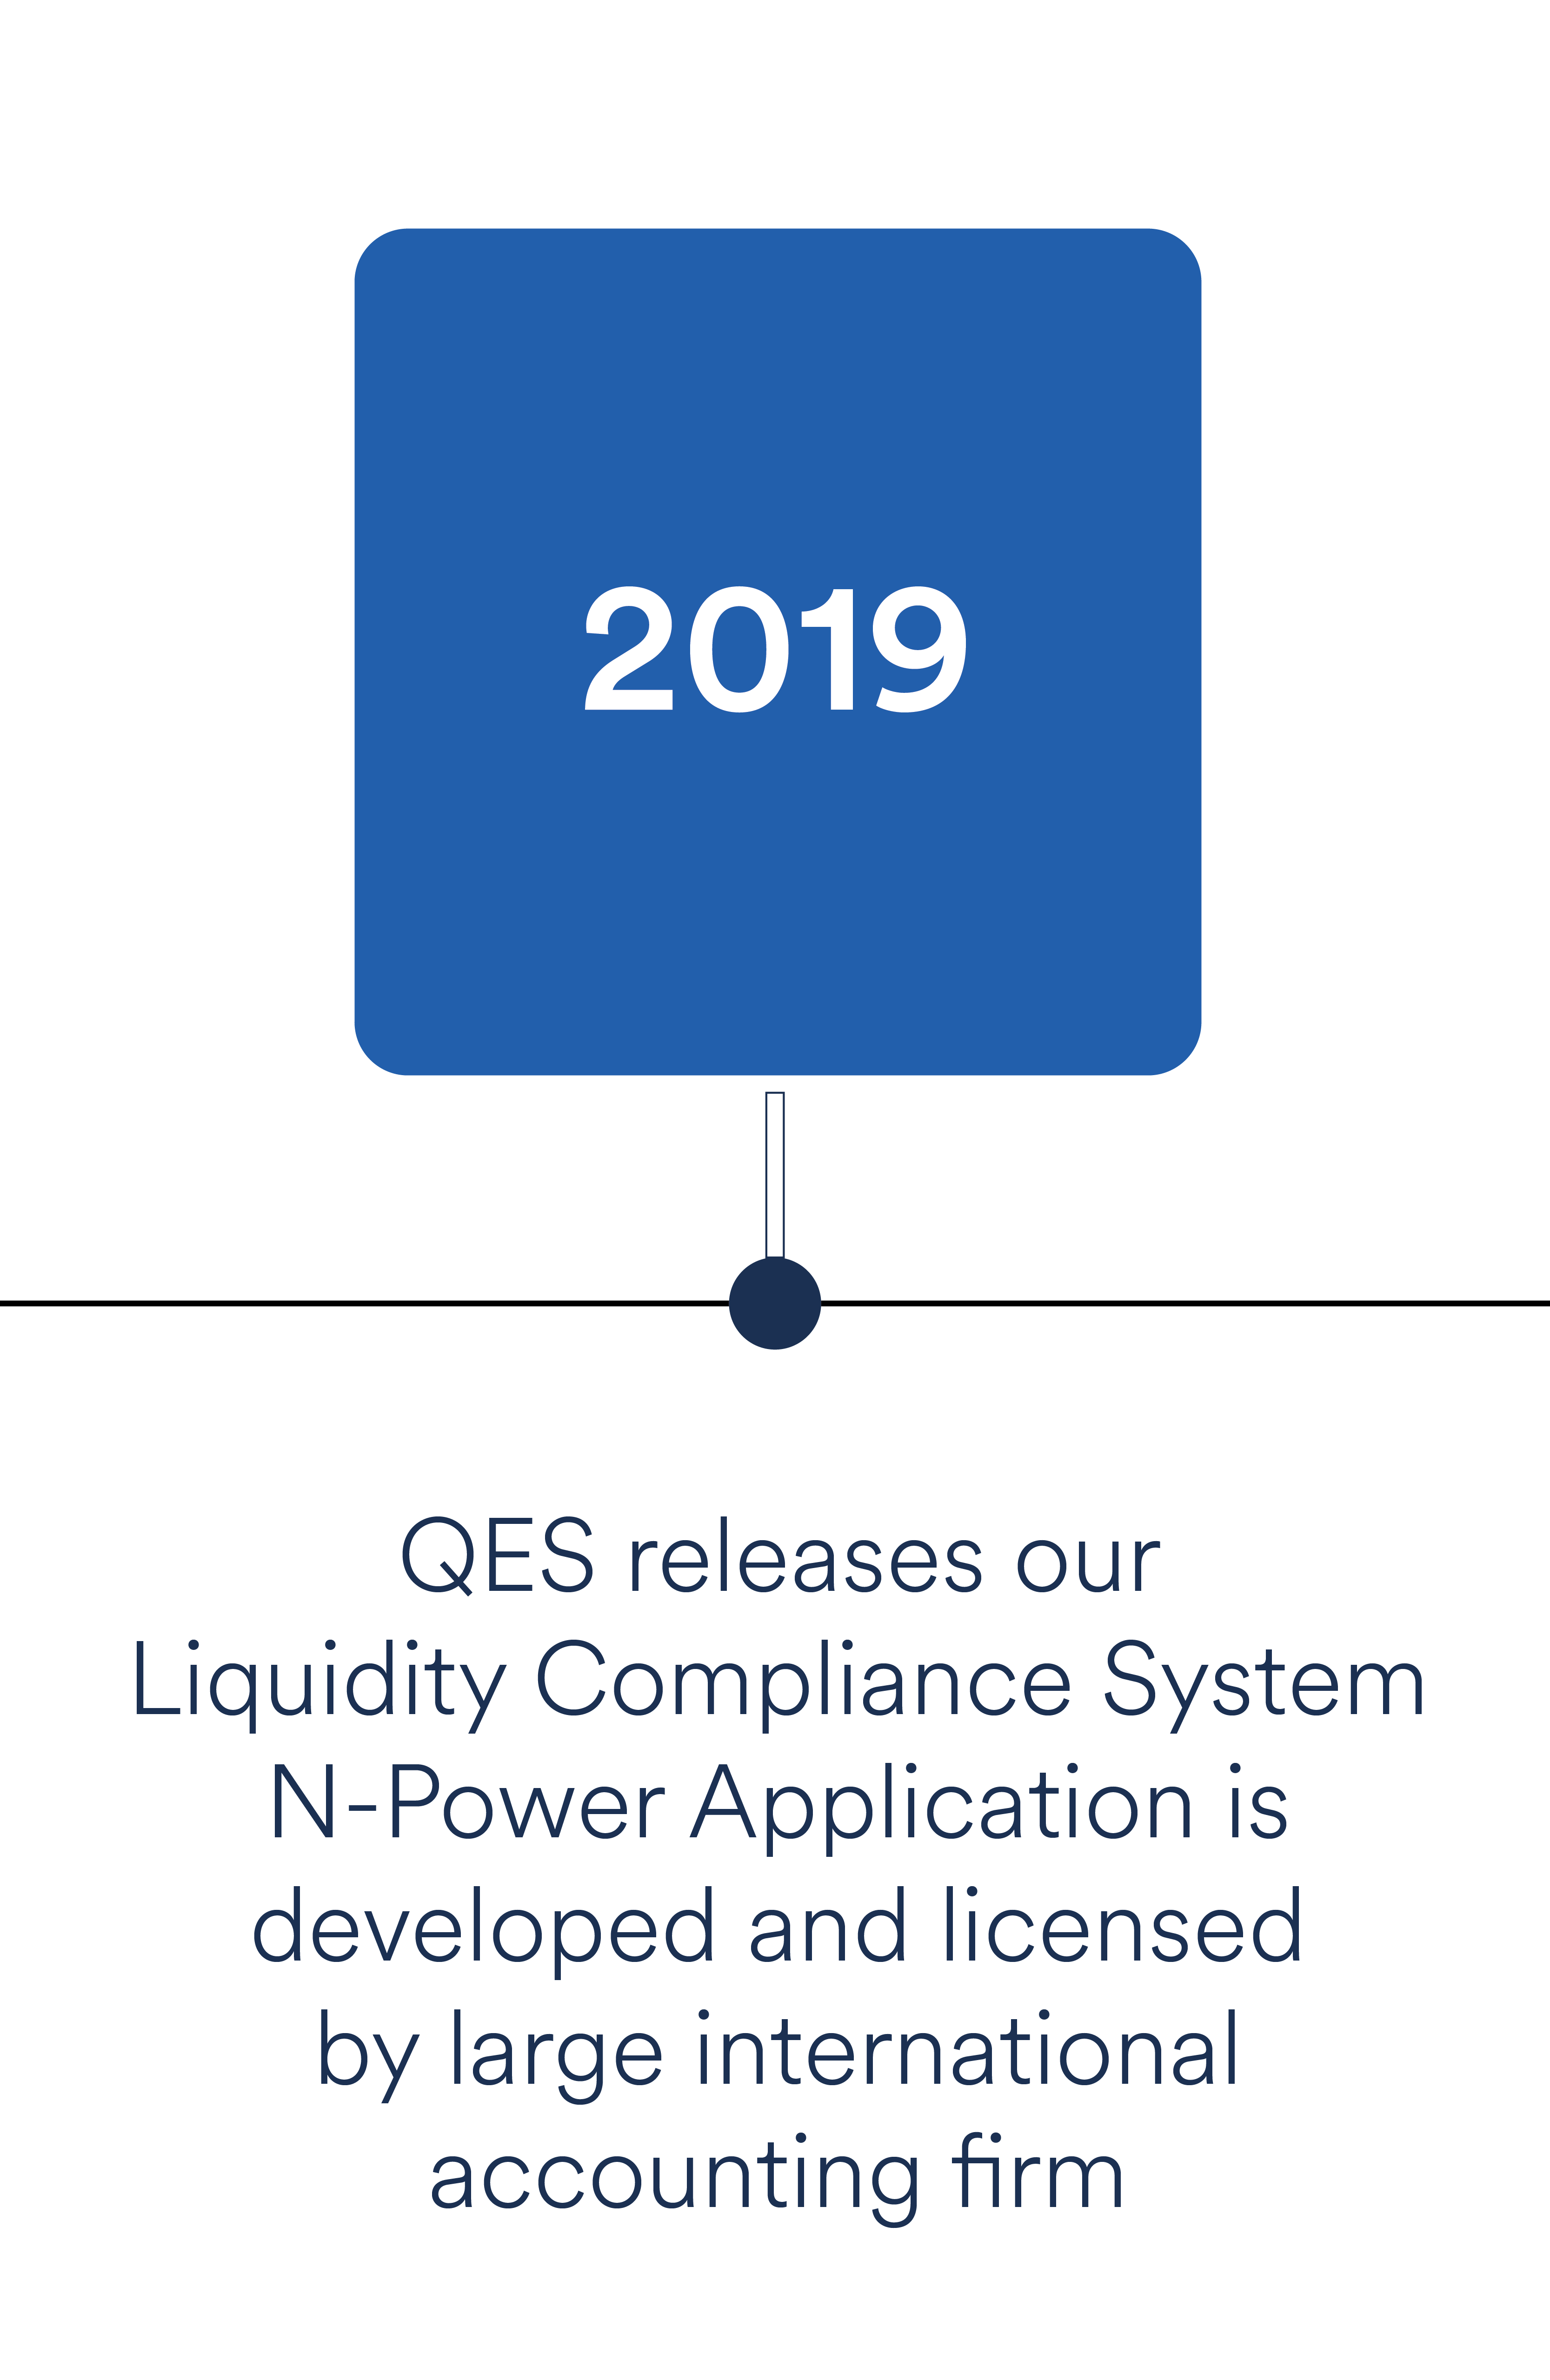 2019
QES releases our
Liquidity Compliance System
N-Power Application is
developed and licensed
by large international
accounting firm